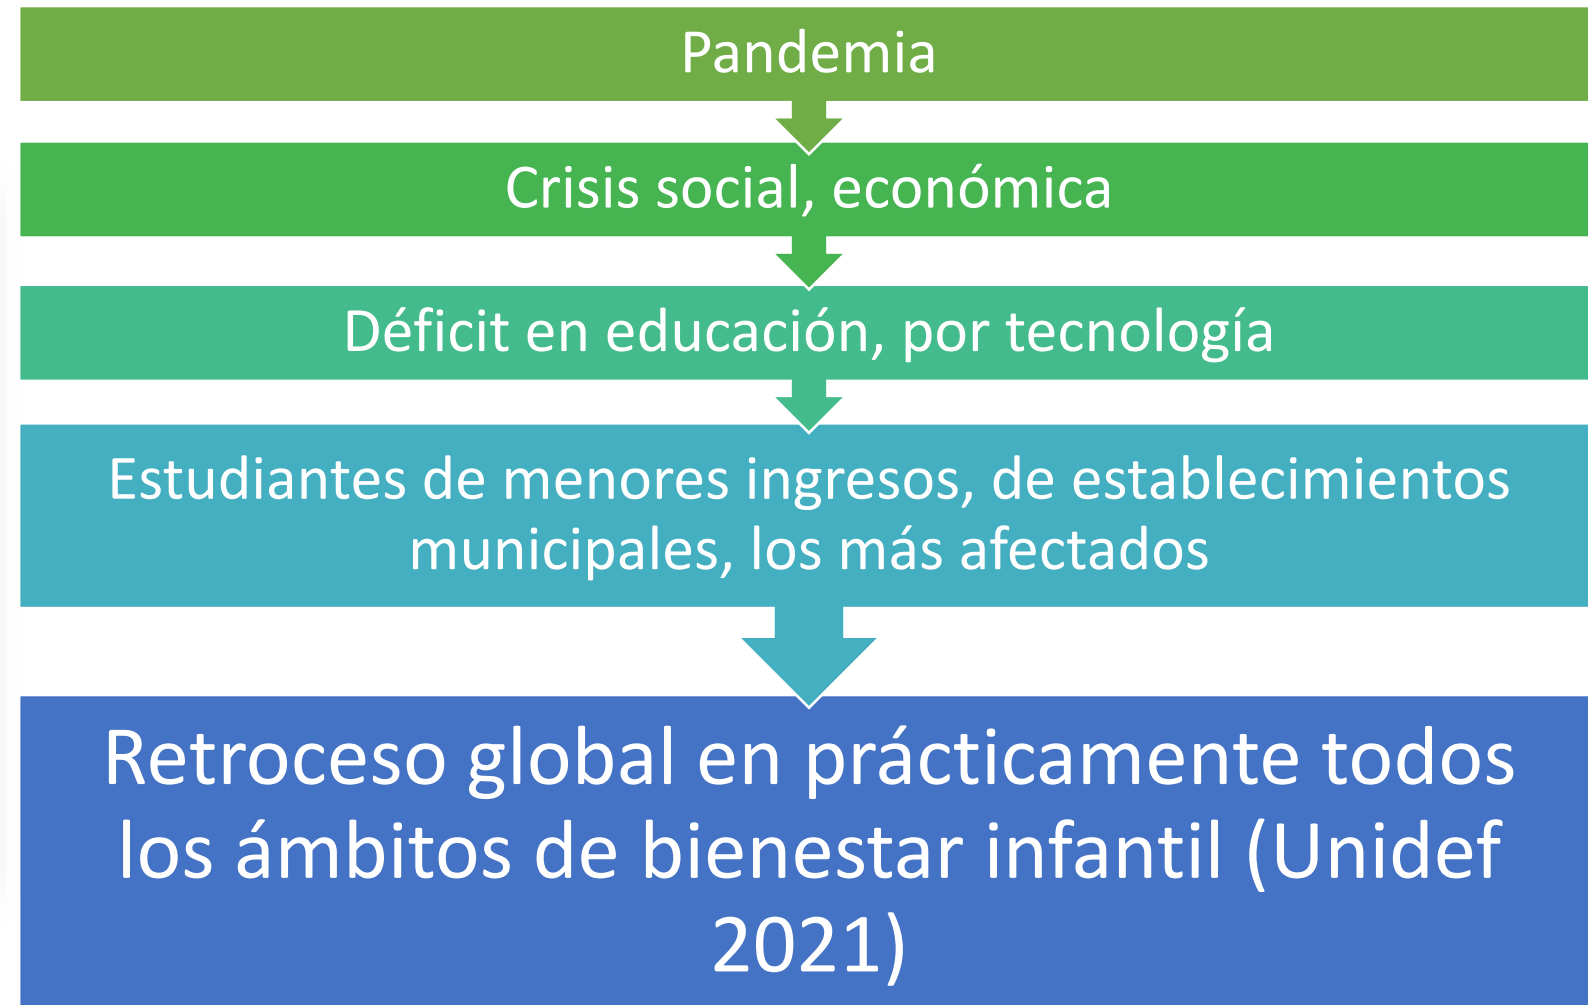 Pandemia
Crisis social, económica
Déficit en educación, por tecnología
Estudiantes de menores ingresos, de establecimientos
municipales, los más afectados
Retroceso global en prácticamente todos
los ámbitos de bienestar infantil (Unidef
2021)